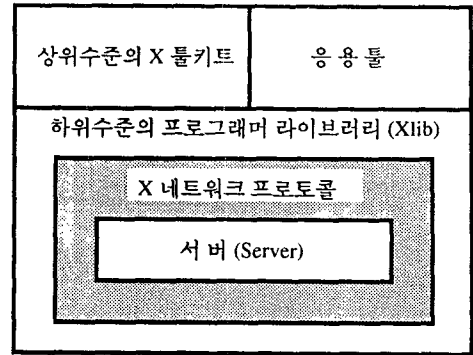 상위수준의 X 툴키트
응 용 툴
하위수준의 프로그래머 라이브러리 (Xlib)
X 네트워크 프로토콜
서 버 (Server)